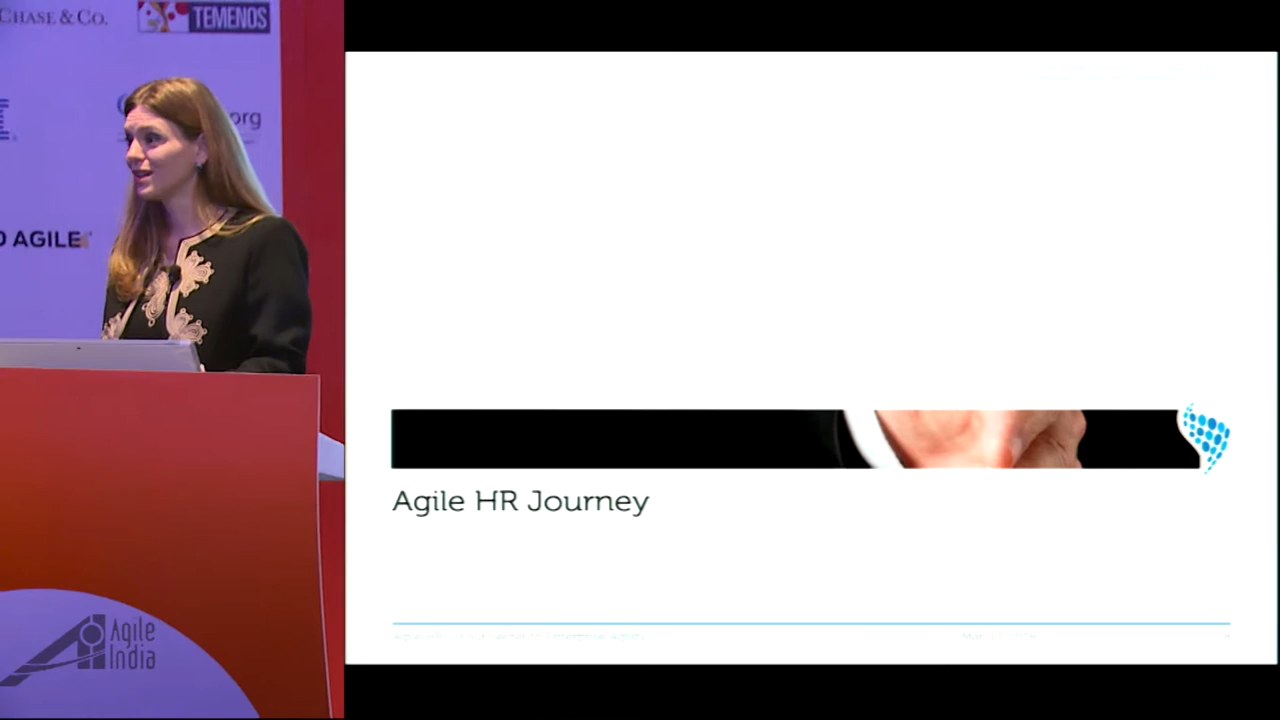 CHASE & CO.
TEMENOS
org
AGILE
Agile HR Journey
Agile
India